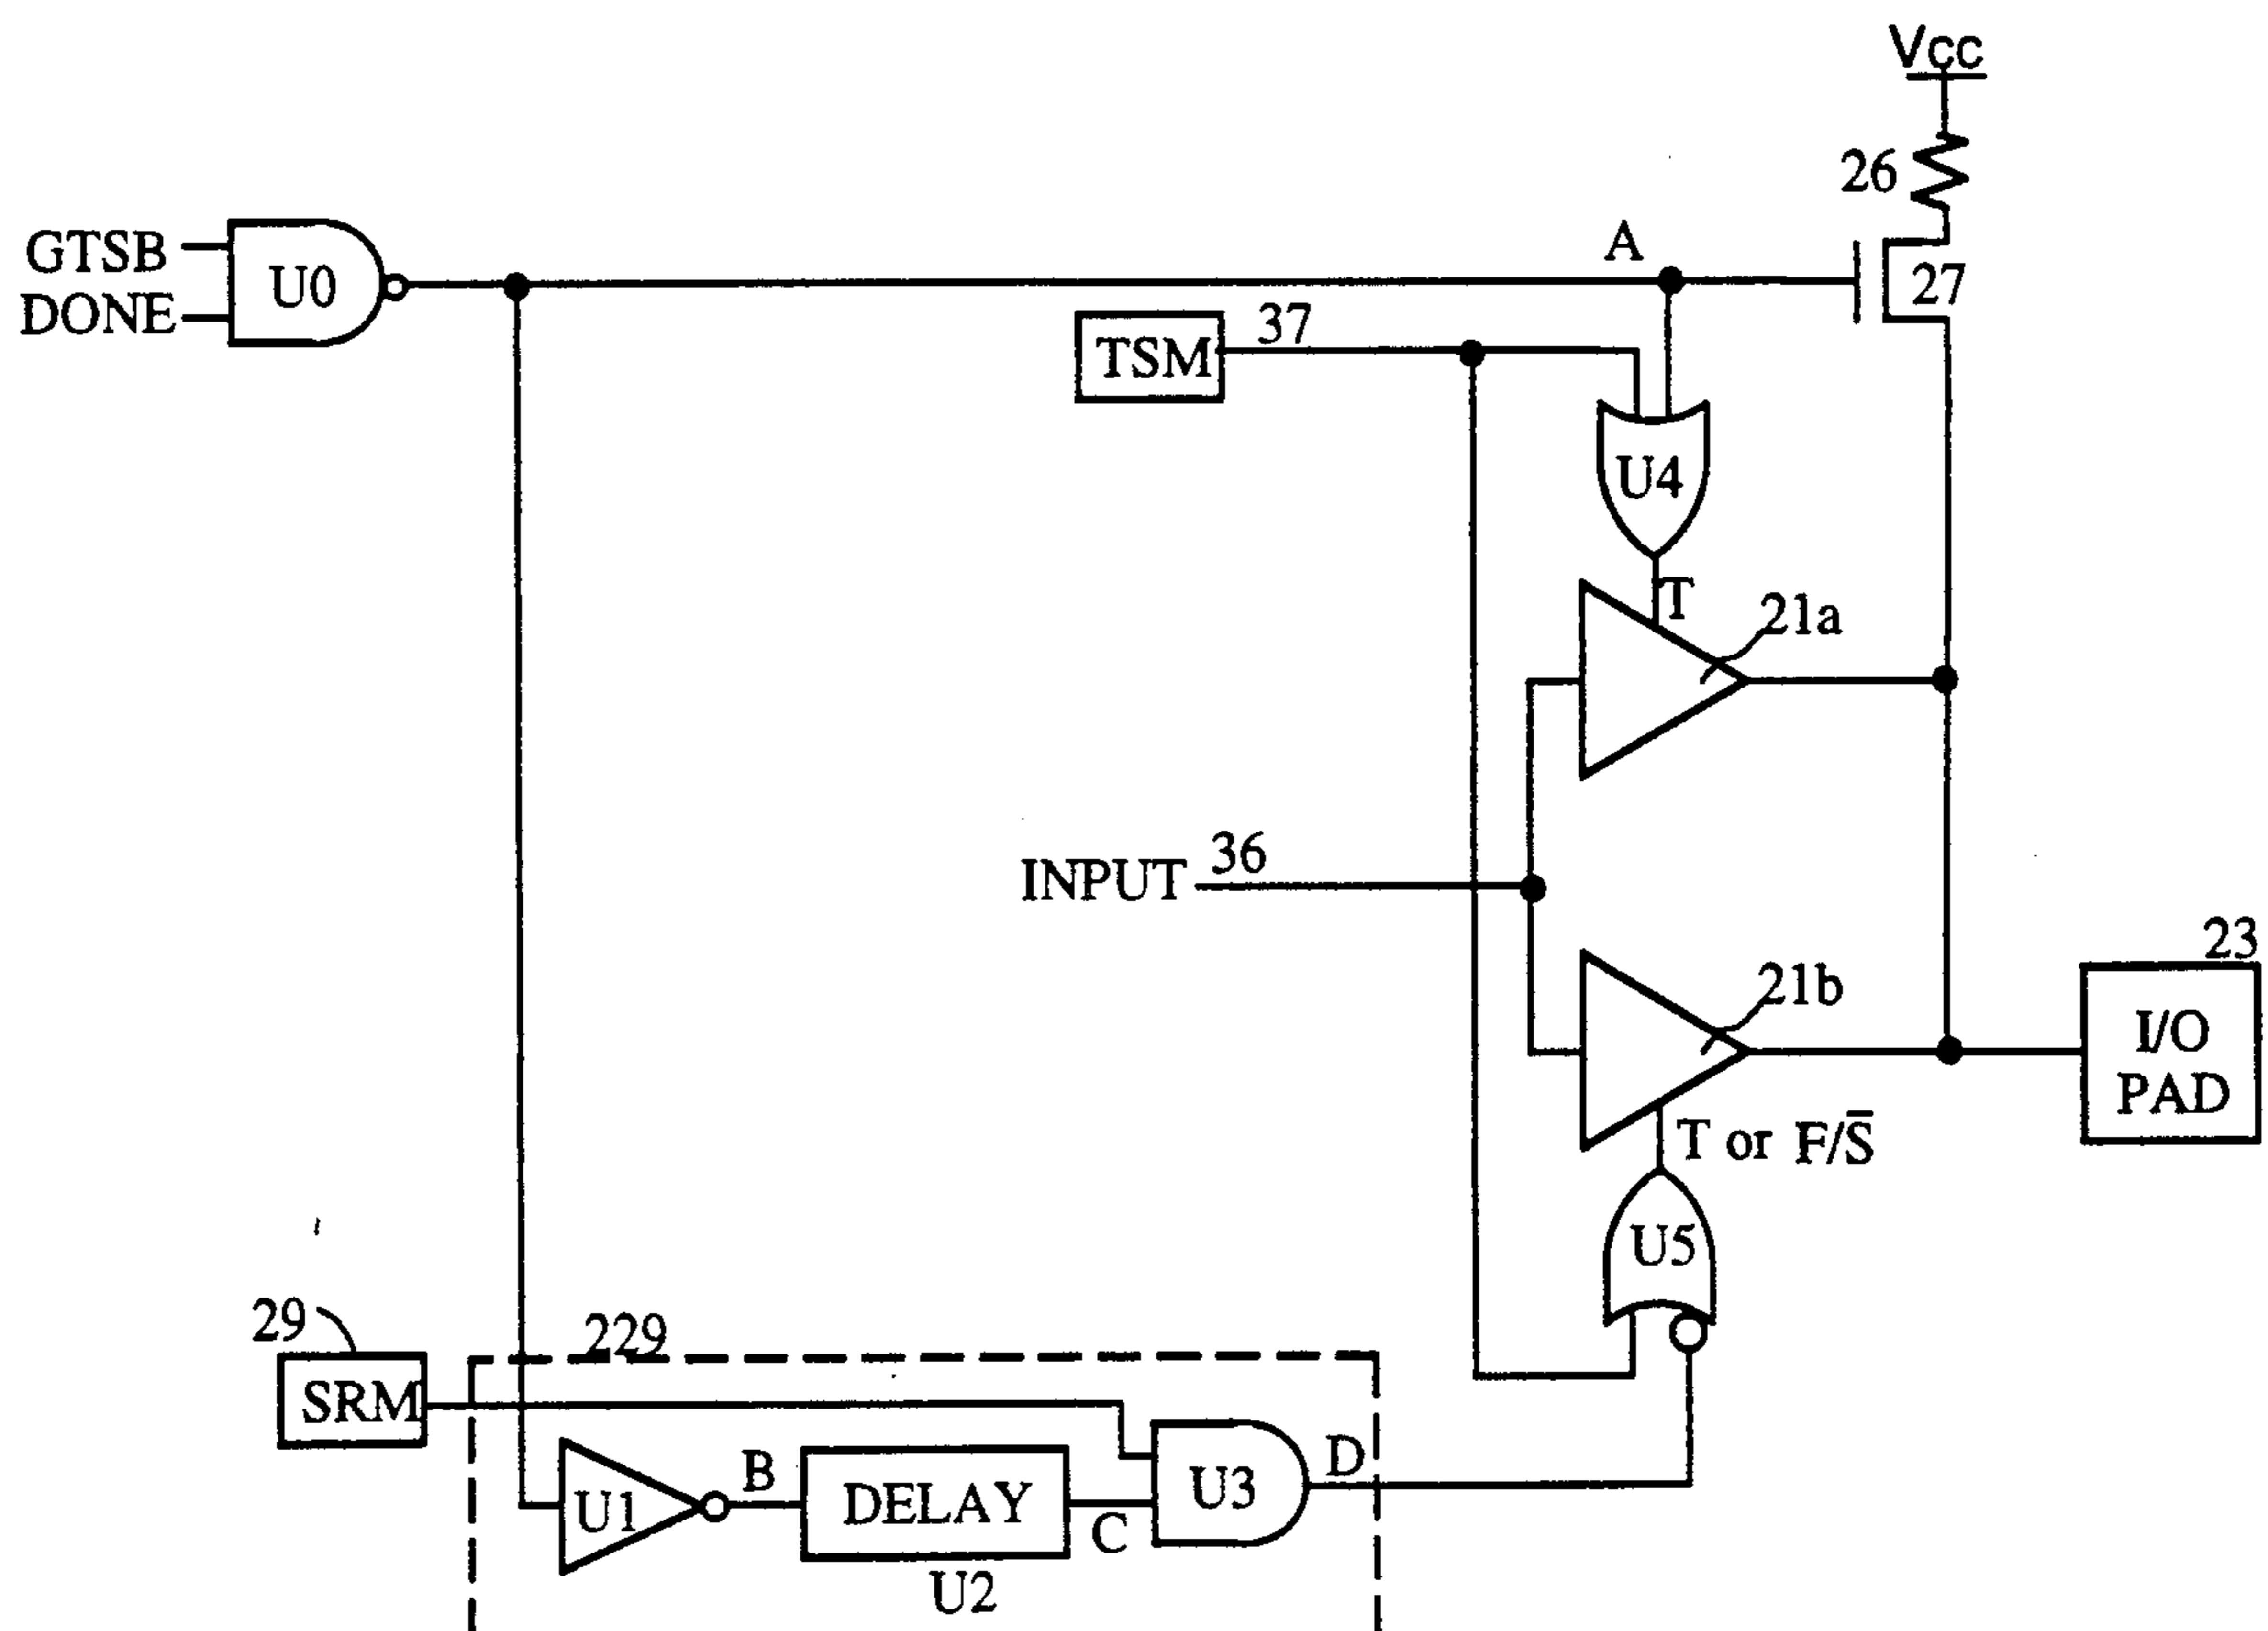 Vcc
26
GTSB
DONE
U0
A
27
TSM
37
U4
T
21a
INPUT
36
23
21b
I/O
PAD
T or F/S̅
U5
29
229
SRM
U1
B
DELAY
C
U2
U3
D